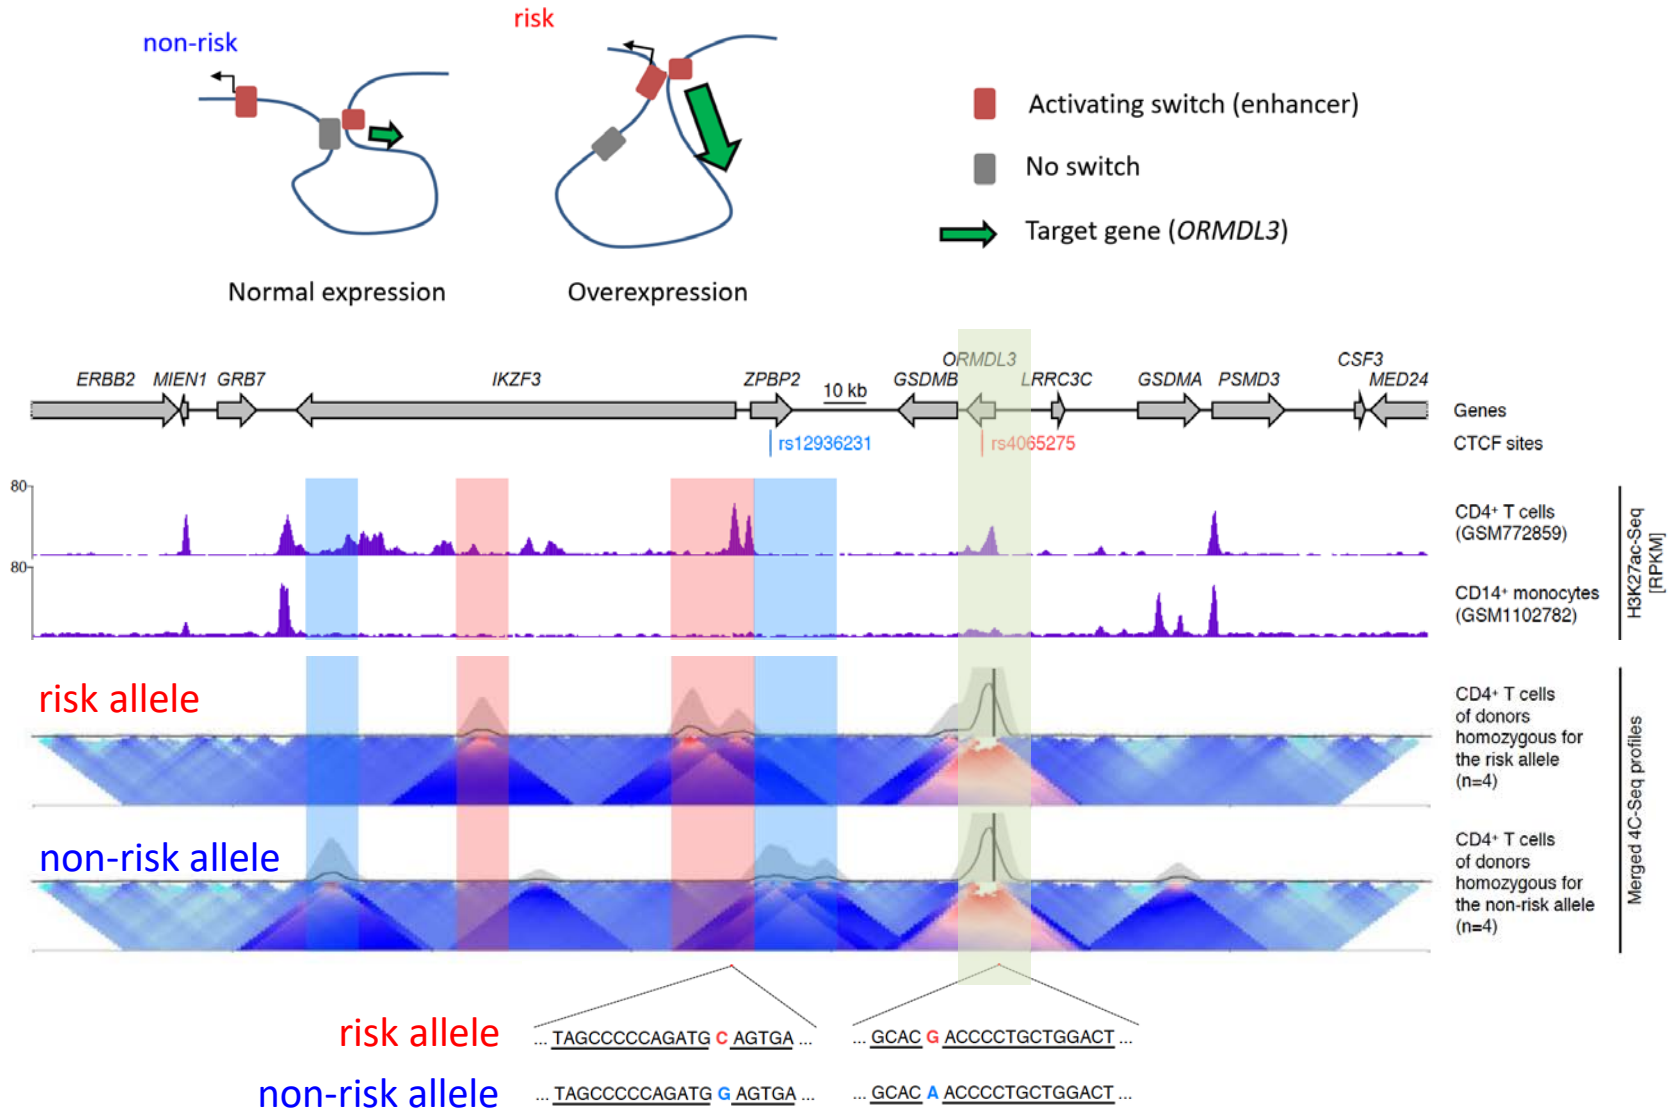 risk
non-risk
Activating switch (enhancer)
No switch
Target gene (ORMDL3)
Normal expression
Overexpression
ORMDL3
CSF3
ERBB2
MIEN1
GRB7
IKZF3
ZPBP2
GSDMB
LRRC3C
GSDMA
PSMD3
MED24
10 kb
Genes
rs12936231
rs4065275
CTCF sites
80
CD4⁺ T cells
(GSM772859)
80
CD14⁺ monocytes
(GSM1102782)
H3K27ac-Seq
[RPKM]
risk allele
CD4⁺ T cells
of donors
homozygous for
the risk allele
(n=4)
non-risk allele
CD4⁺ T cells
of donors
homozygous for
the non-risk allele
(n=4)
Merged 4C-Seq profiles
risk allele
... TAGCCCCCAGATG C AGTGA ...
... GCAC G ACCCCTGCTGGACT ...
non-risk allele
... TAGCCCCCAGATG G AGTGA ...
... GCAC A ACCCCTGCTGGACT ...